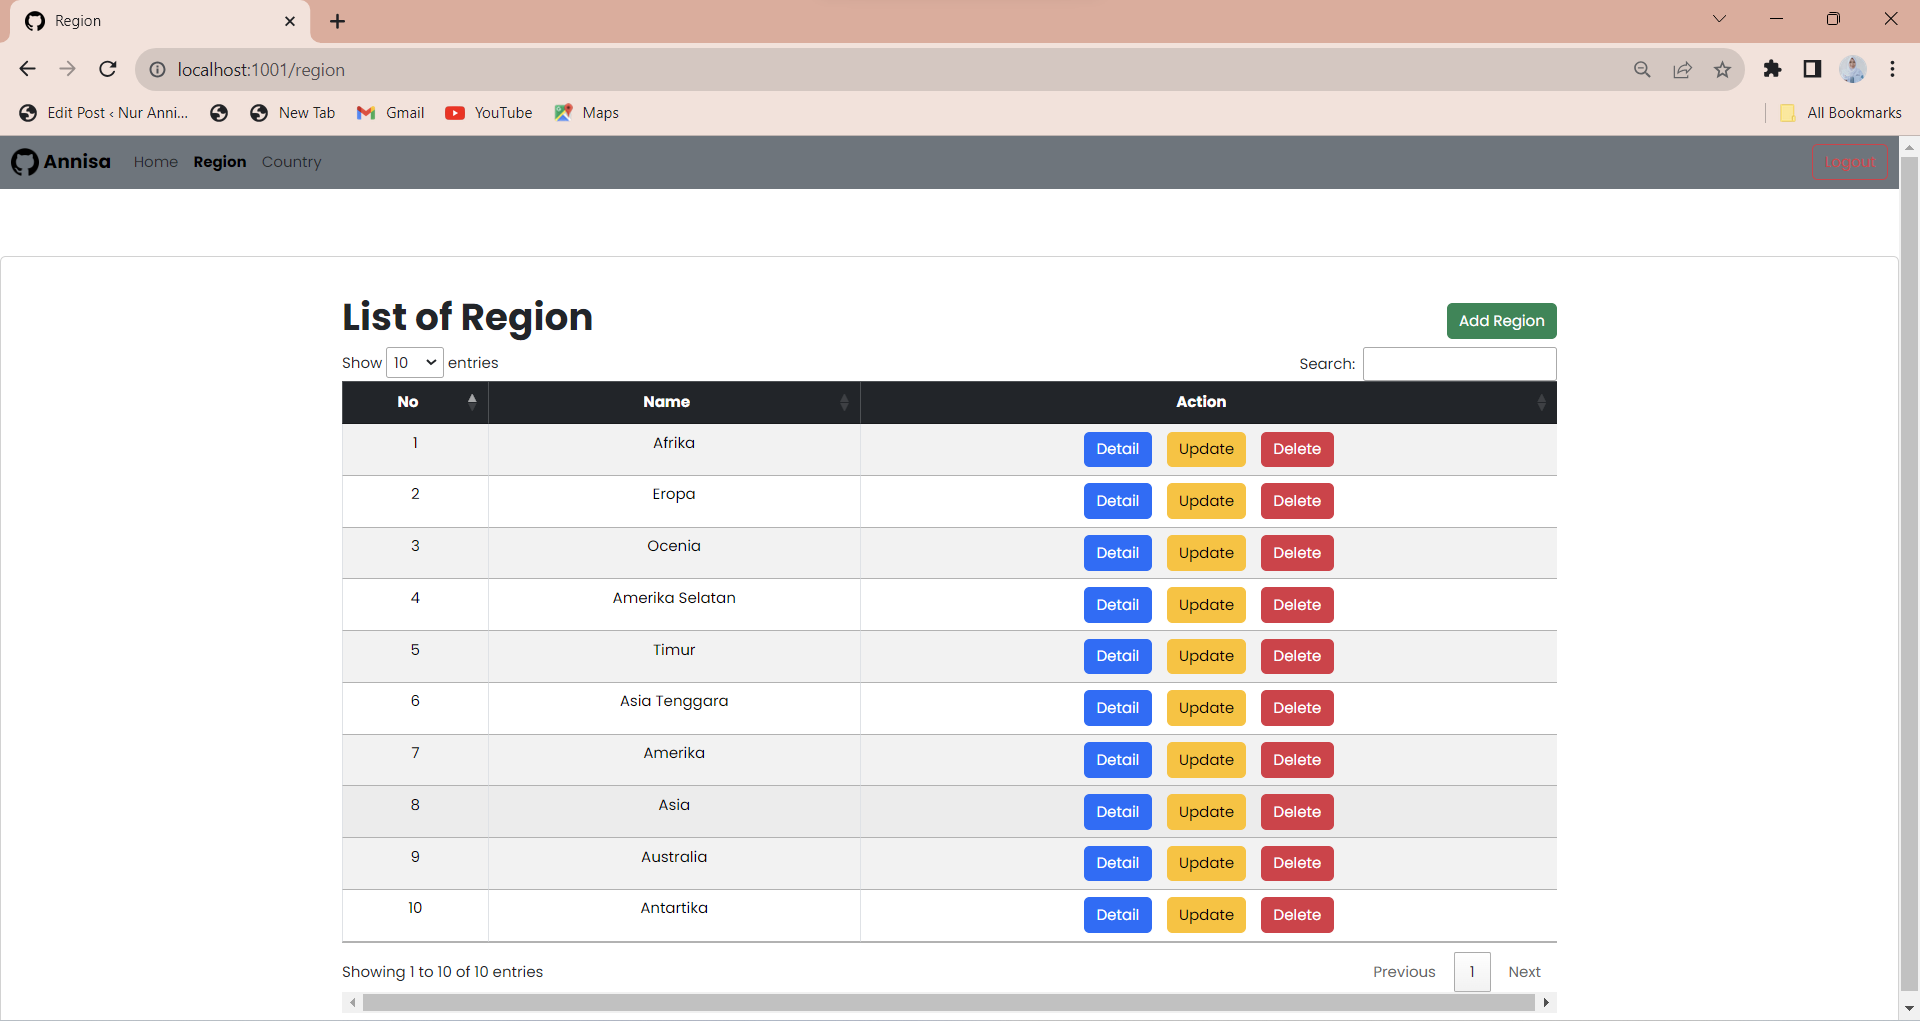 Region
localhost:1001/region
Edit Post ‹ Nur Anni... New Tab Gmail YouTube Maps All Bookmarks
Annisa Home Region Country Logout
List of Region
Add Region
Show 10 entries Search:
No Name Action
1 Afrika Detail Update Delete
2 Eropa Detail Update Delete
3 Ocenia Detail Update Delete
4 Amerika Selatan Detail Update Delete
5 Timur Detail Update Delete
6 Asia Tenggara Detail Update Delete
7 Amerika Detail Update Delete
8 Asia Detail Update Delete
9 Australia Detail Update Delete
10 Antartika Detail Update Delete
Showing 1 to 10 of 10 entries Previous 1 Next